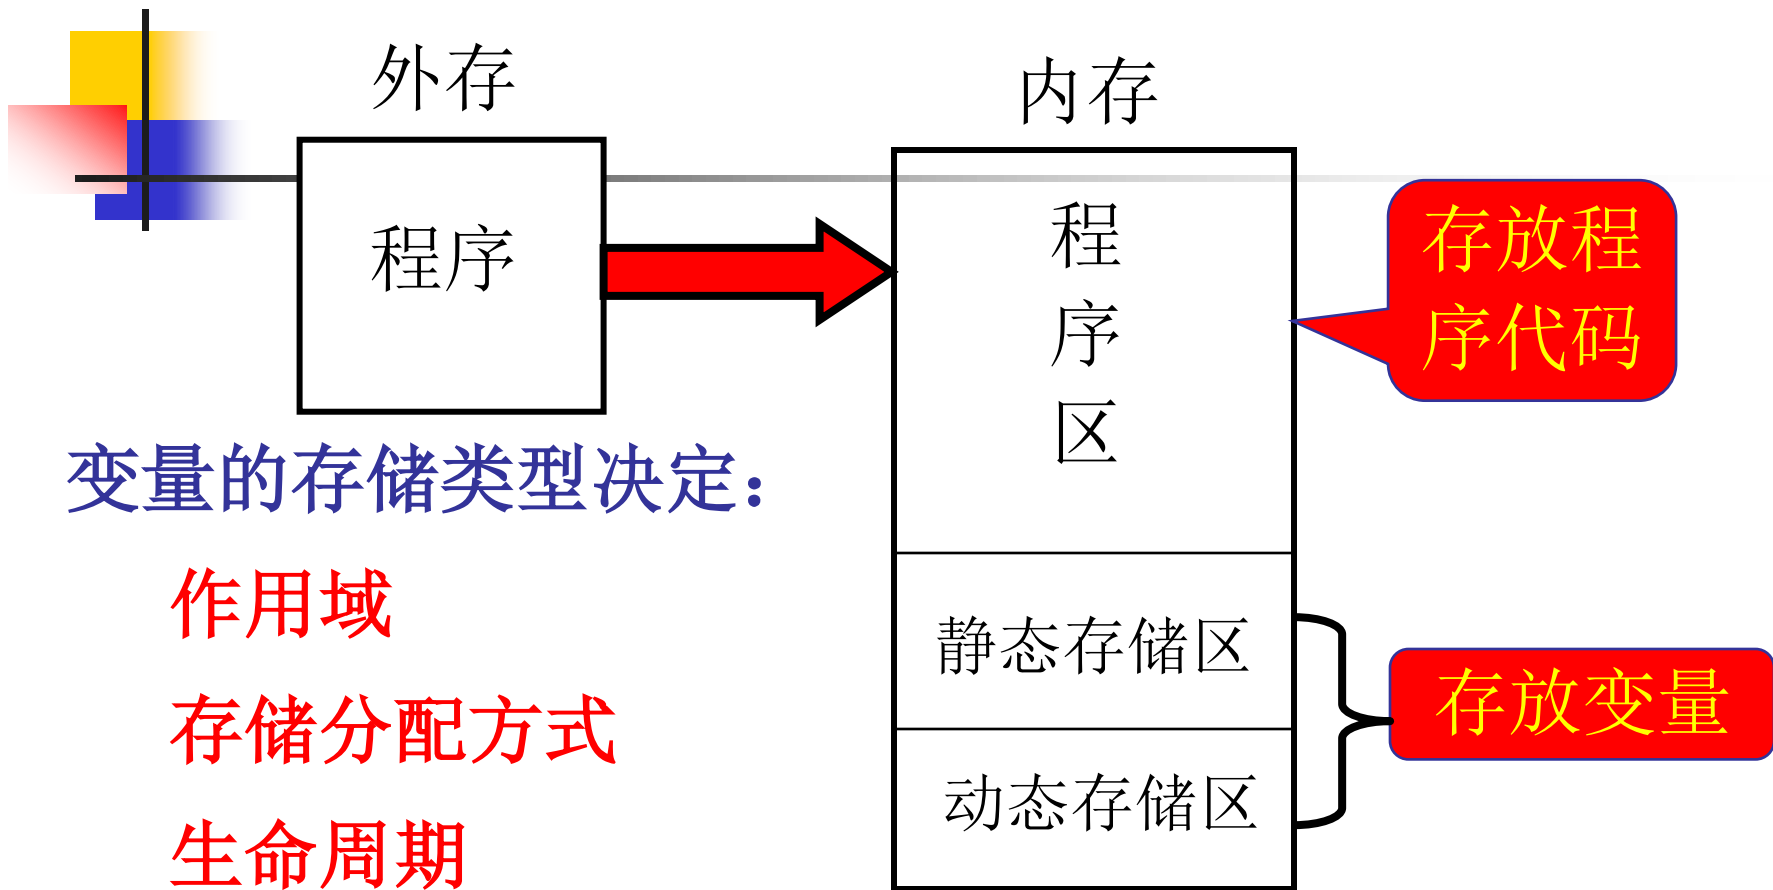 外存
内存
程序
程
序
区
存放程
序代码
变量的存储类型决定：
作用域
存储分配方式
生命周期
静态存储区
动态存储区
存放变量